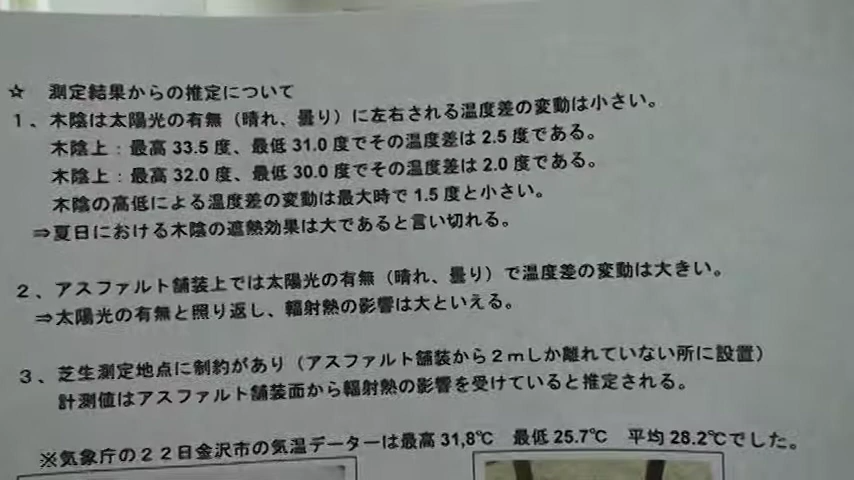 ☆　測定結果からの推定について
１、木陰は太陽光の有無（晴れ、曇り）に左右される温度差の変動は小さい。
木陰上：最高 33.5 度、最低 31.0 度でその温度差は 2.5 度である。
木陰上：最高 32.0 度、最低 30.0 度でその温度差は 2.0 度である。
木陰の高低による温度差の変動は最大時で 1.5 度と小さい。
⇒夏日における木陰の遮熱効果は大であると言い切れる。
２、アスファルト舗装上では太陽光の有無（晴れ、曇り）で温度差の変動は大きい。
⇒太陽光の有無と照り返し、輻射熱の影響は大といえる。
３、芝生測定地点に制約があり（アスファルト舗装から２ｍしか離れていない所に設置）
計測値はアスファルト舗装面から輻射熱の影響を受けていると推定される。
※気象庁の２２日金沢市の気温データーは最高 31,8℃　最低 25.7℃　平均 28.2℃でした。